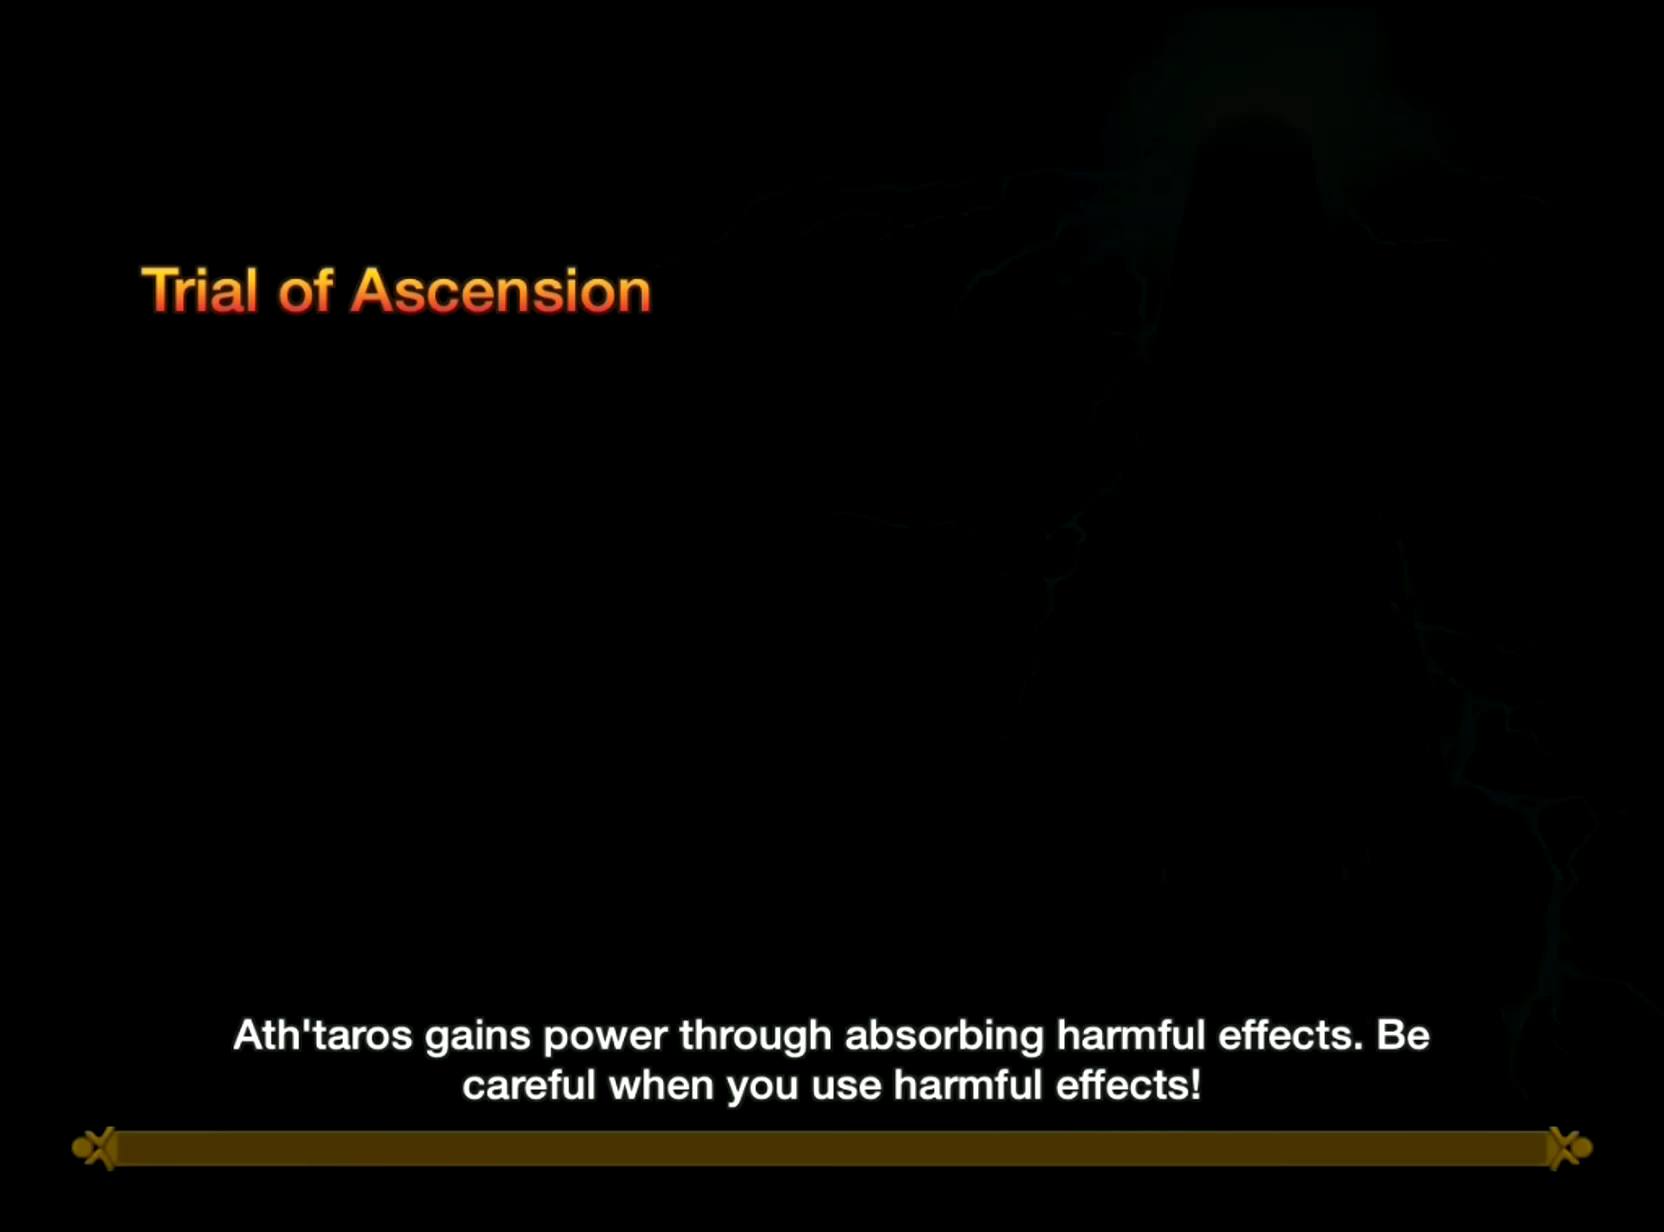 Trial of Ascension
Ath'taros gains power through absorbing harmful effects. Be
careful when you use harmful effects!